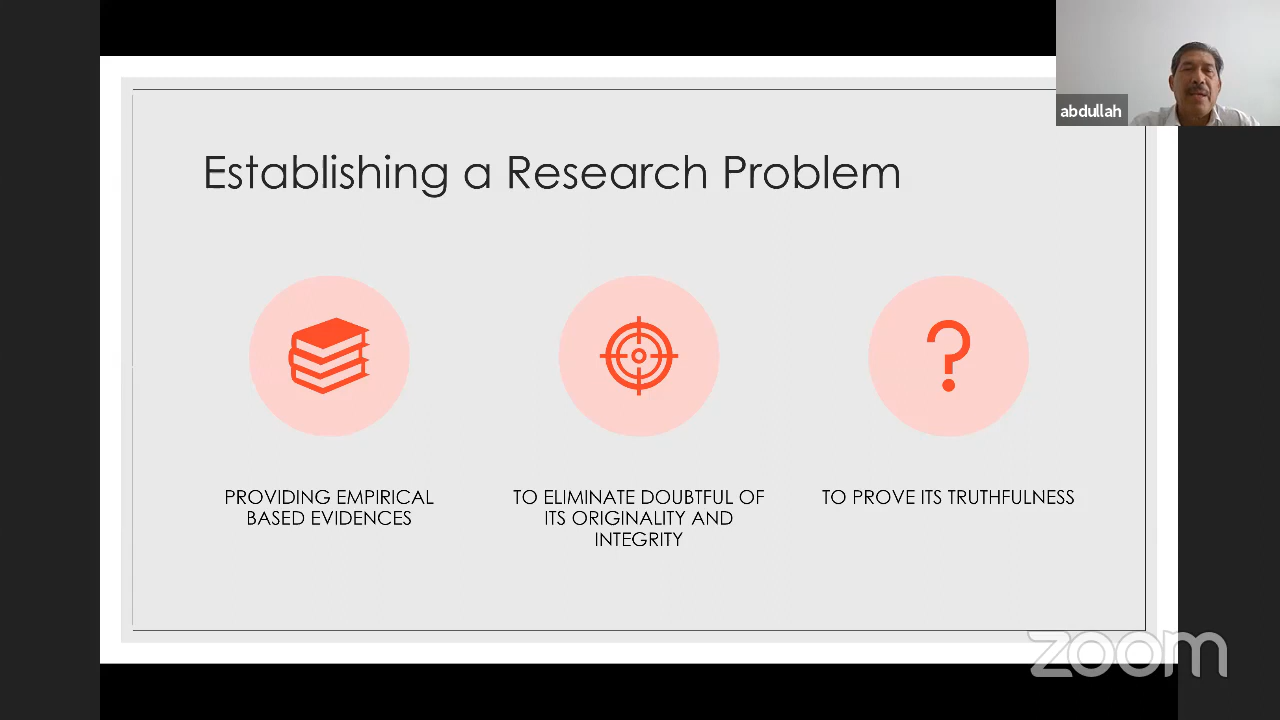 abdullah
Establishing a Research Problem
PROVIDING EMPIRICAL
BASED EVIDENCES
TO ELIMINATE DOUBTFUL OF
ITS ORIGINALITY AND
INTEGRITY
TO PROVE ITS TRUTHFULNESS
zoom